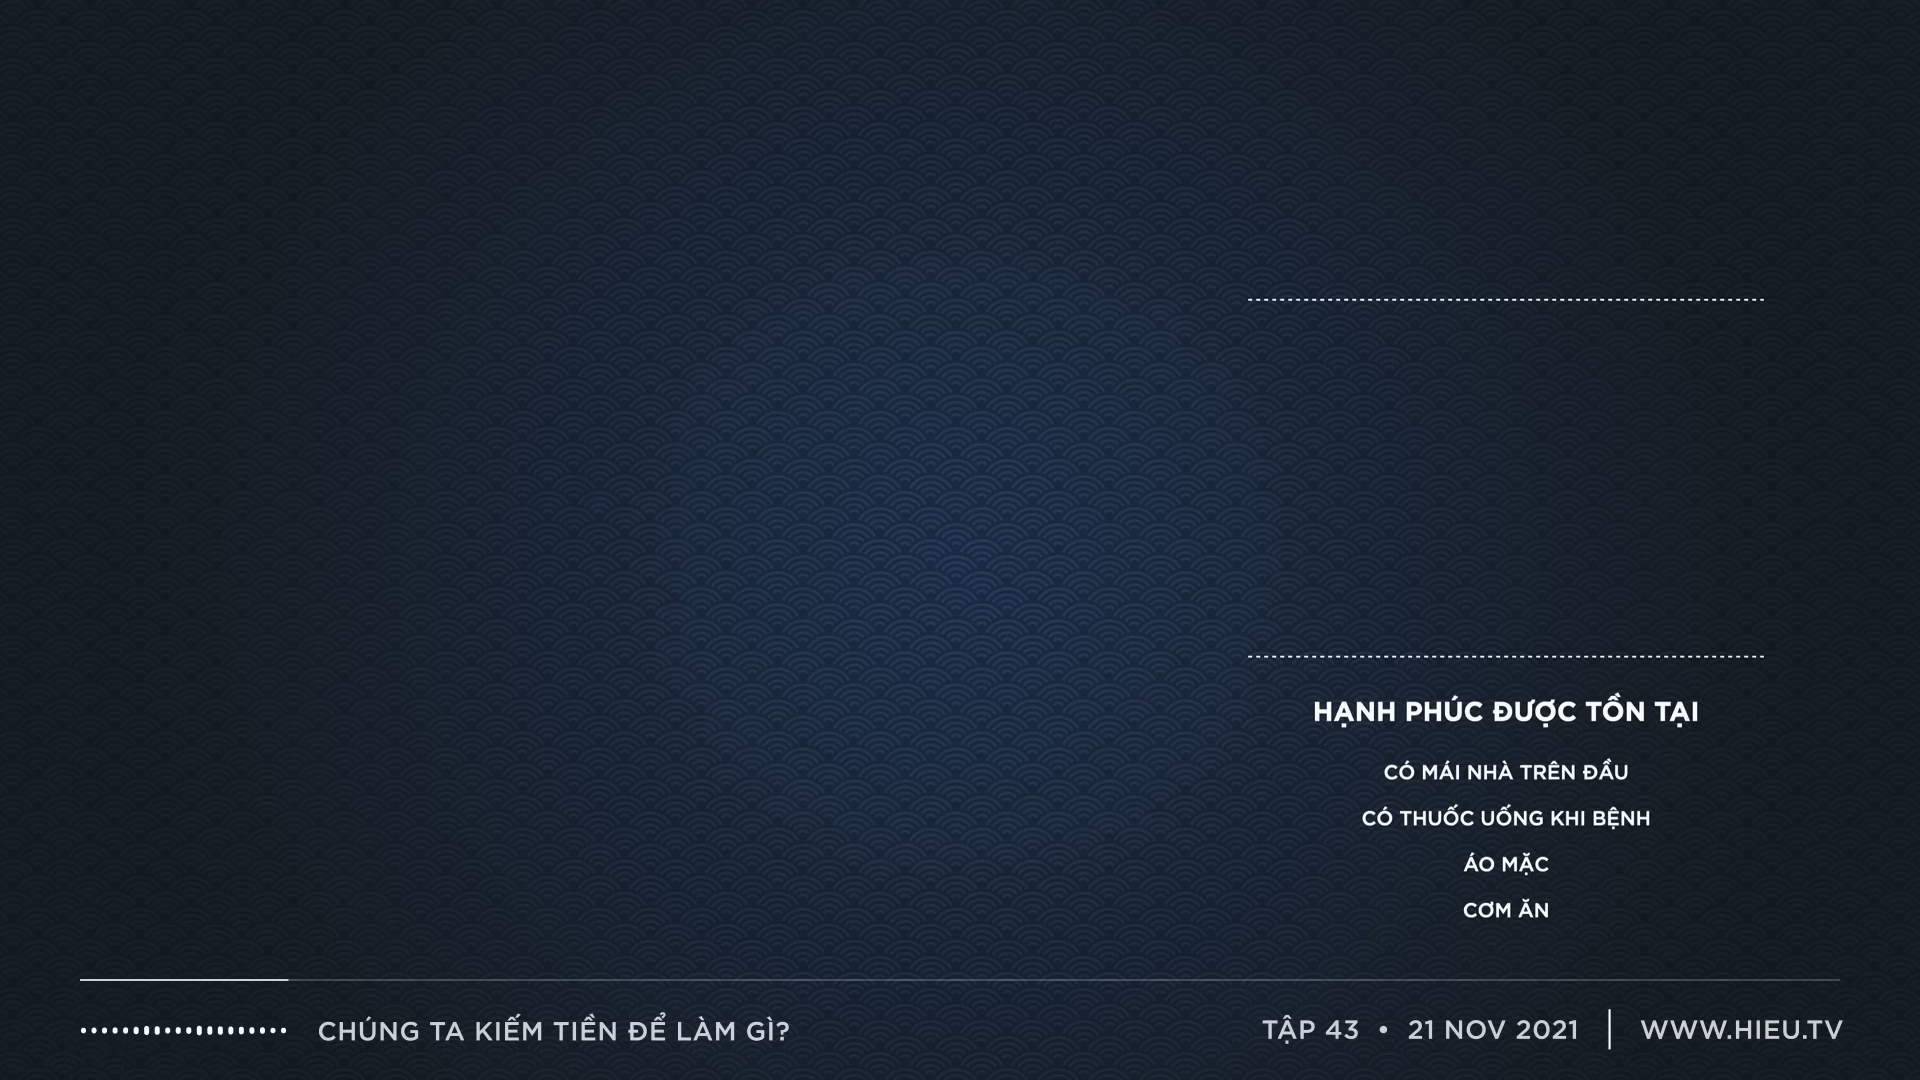 HẠNH PHÚC ĐƯỢC TỒN TẠI
CÓ MÁI NHÀ TRÊN ĐẦU
CÓ THUỐC UỐNG KHI BỆNH
ÁO MẶC
CƠM ĂN
CHÚNG TA KIẾM TIỀN ĐỂ LÀM GÌ?
TẬP 43 • 21 NOV 2021 | WWW.HIEU.TV